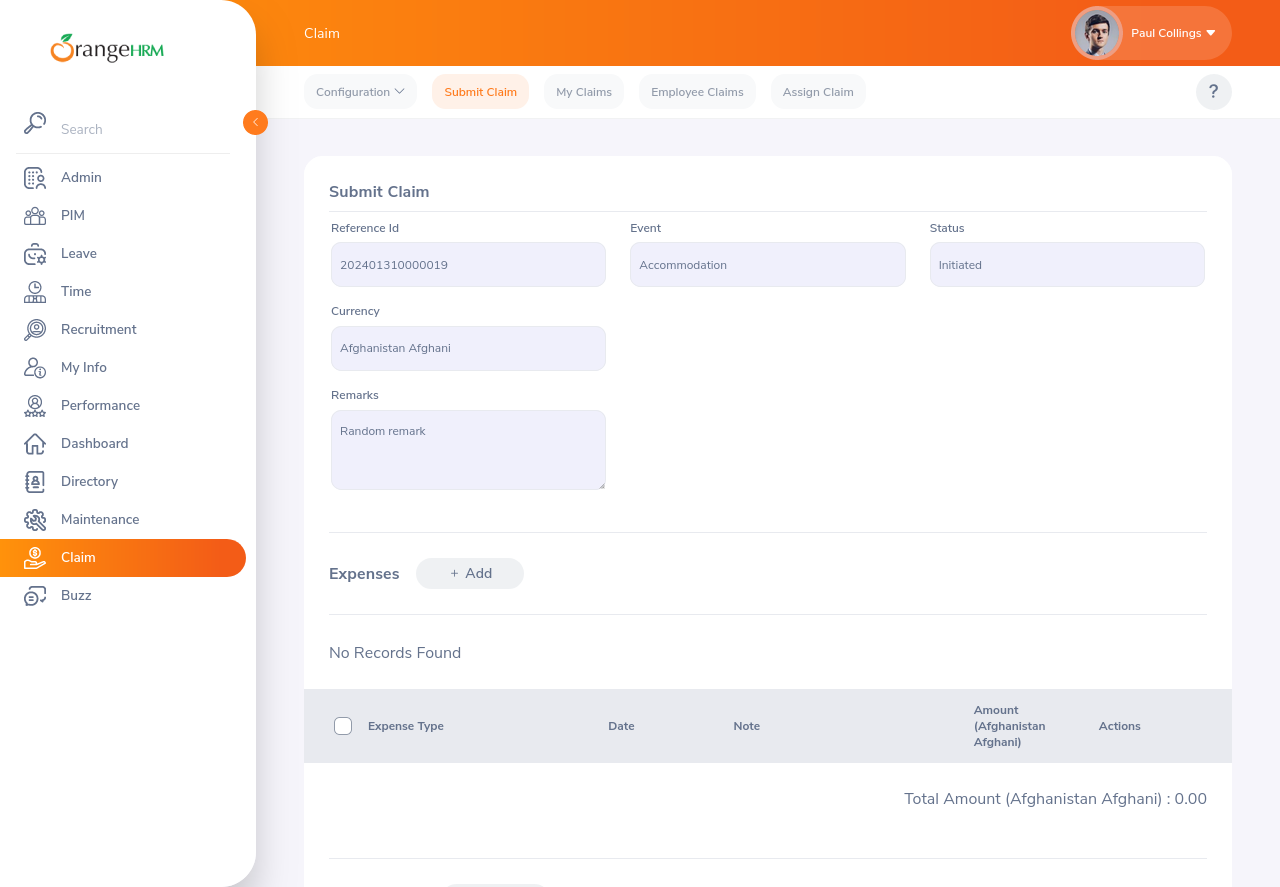 OrangeHRM
Search
Admin
PIM
Leave
Time
Recruitment
My Info
Performance
Dashboard
Directory
Maintenance
Claim
Buzz
Claim
Paul Collings
Configuration
Submit Claim
My Claims
Employee Claims
Assign Claim
?
Submit Claim
Reference Id
202401310000019
Event
Accommodation
Status
Initiated
Currency
Afghanistan Afghani
Remarks
Random remark
Expenses
+ Add
No Records Found
Expense Type
Date
Note
Amount
(Afghanistan
Afghani)
Actions
Total Amount (Afghanistan Afghani) : 0.00